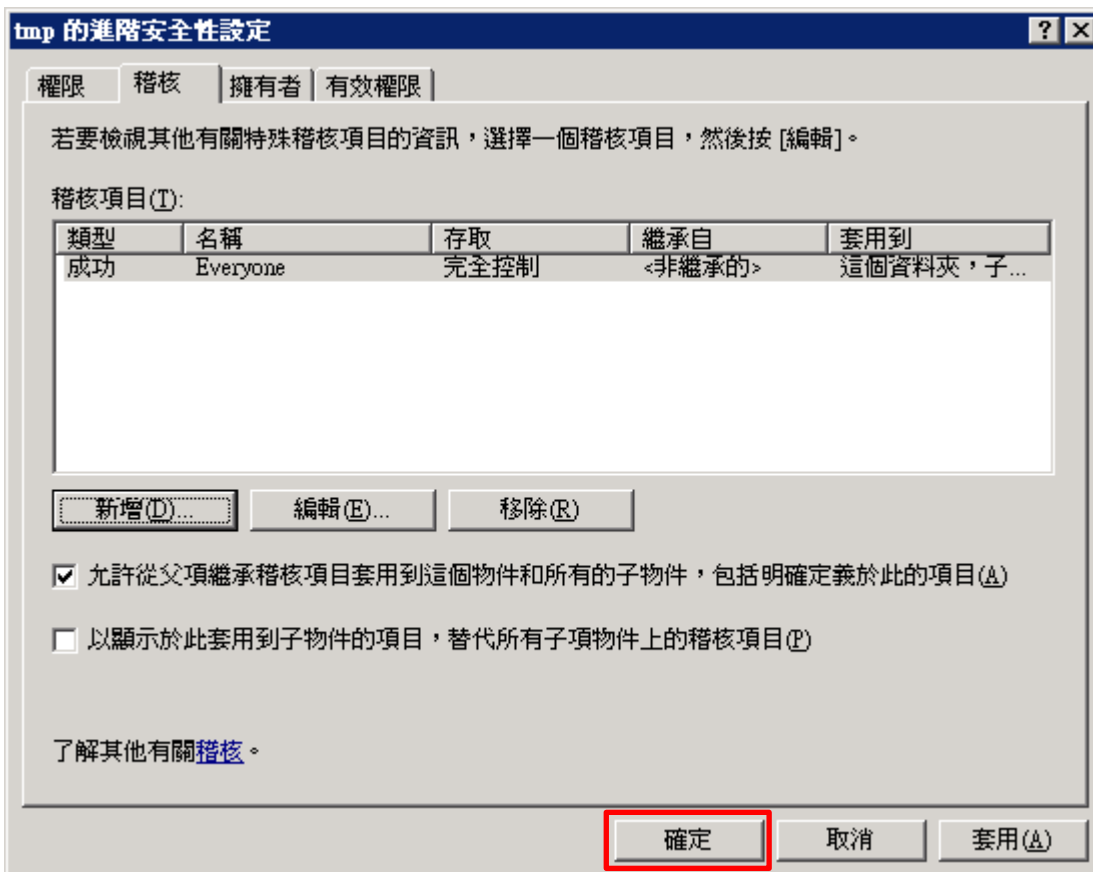 tmp 的進階安全性設定
權限 稽核 擁有者 有效權限
若要檢視其他有關特殊稽核項目的資訊，選擇一個稽核項目，然後按 [編輯]。
稽核項目(T):
類型 名稱 存取 繼承自 套用到
成功 Everyone 完全控制 <非繼承的> 這個資料夾，子...
新增(D)... 編輯(E)... 移除(R)
允許從父項繼承稽核項目套用到這個物件和所有的子物件，包括明確定義於此的項目(A)
以顯示於此套用到子物件的項目，替代所有子項物件上的稽核項目(P)
了解其他有關稽核。
確定 取消 套用(A)